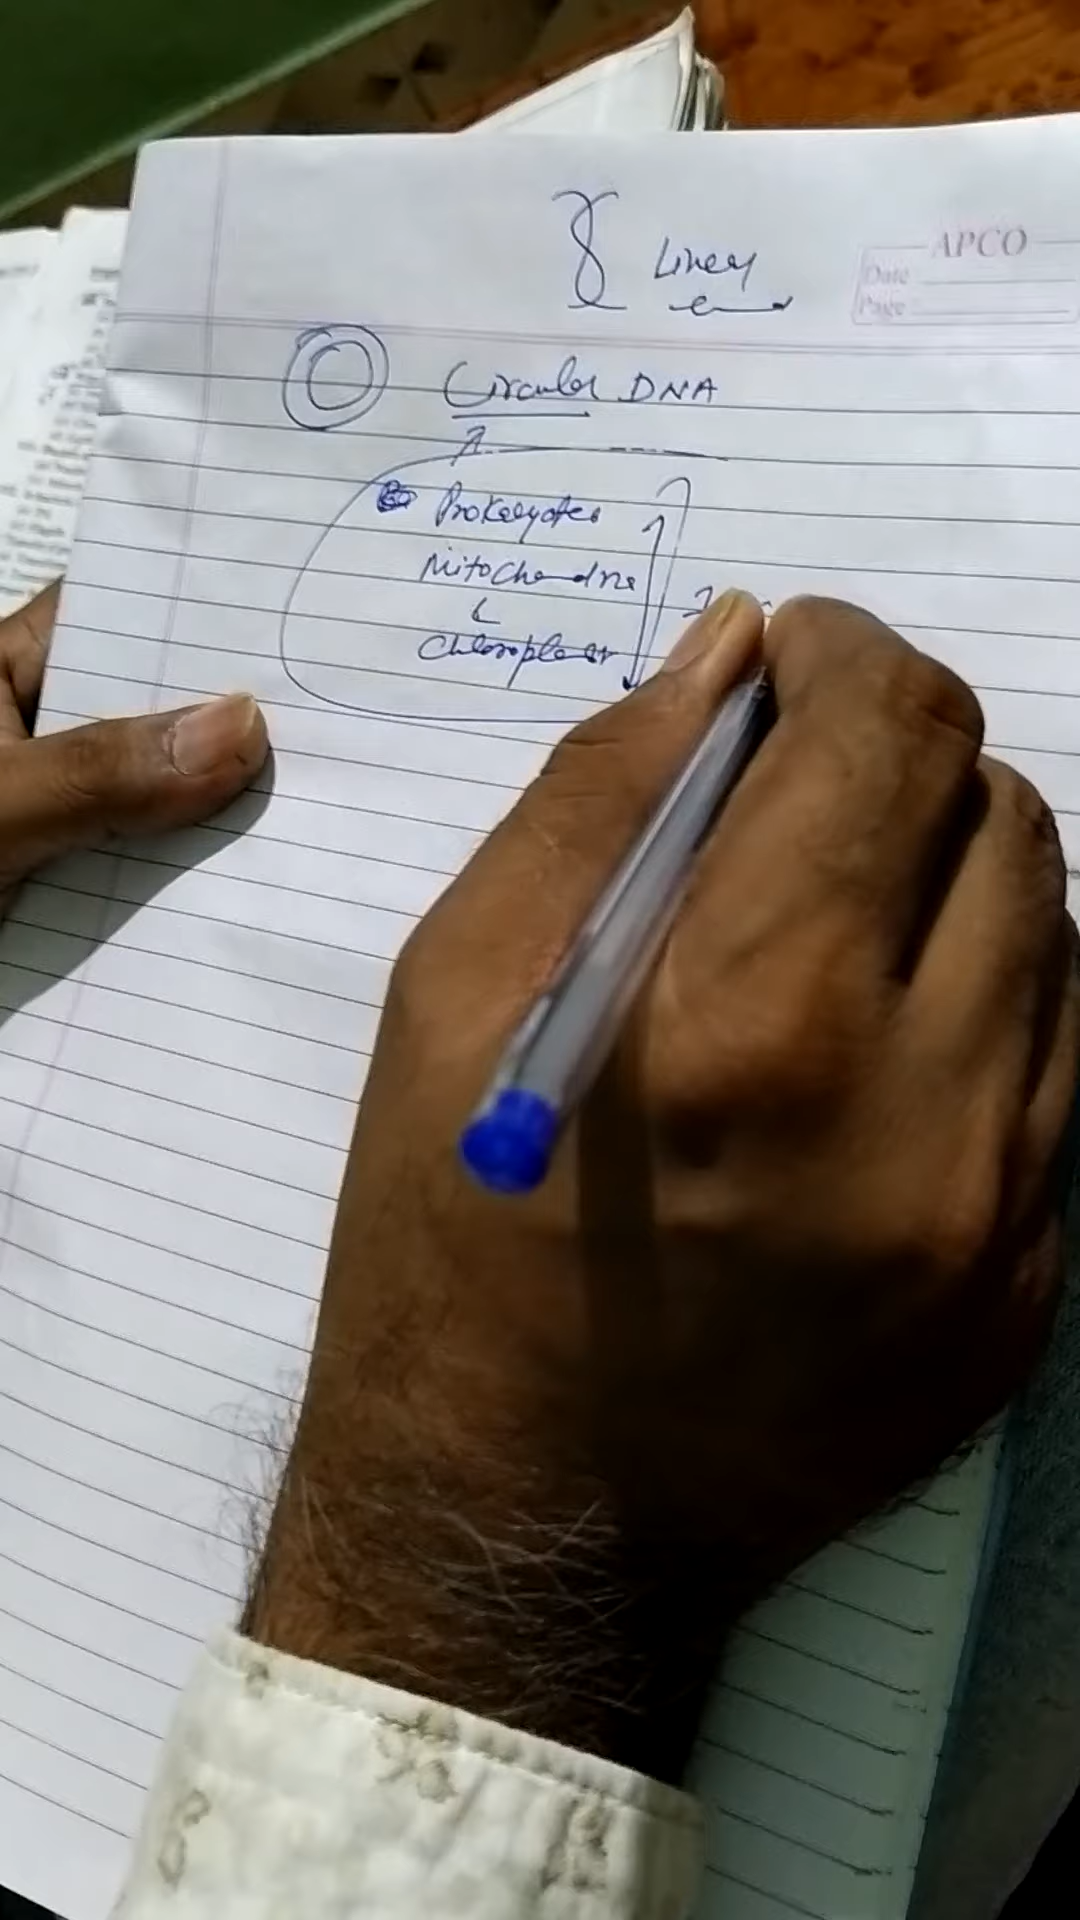 Linear
APCO
Date
Page
Circular DNA
Prokaryotes
Mitochondria
&
Chloroplast